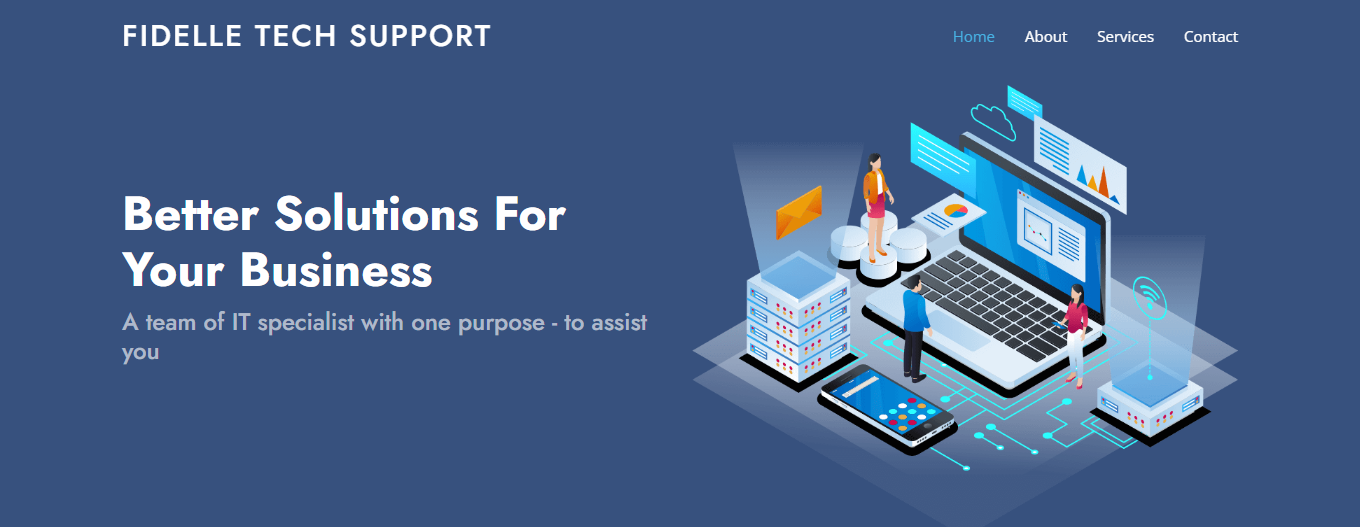 FIDELLE TECH SUPPORT
Home About Services Contact
Better Solutions For
Your Business
A team of IT specialist with one purpose - to assist
you